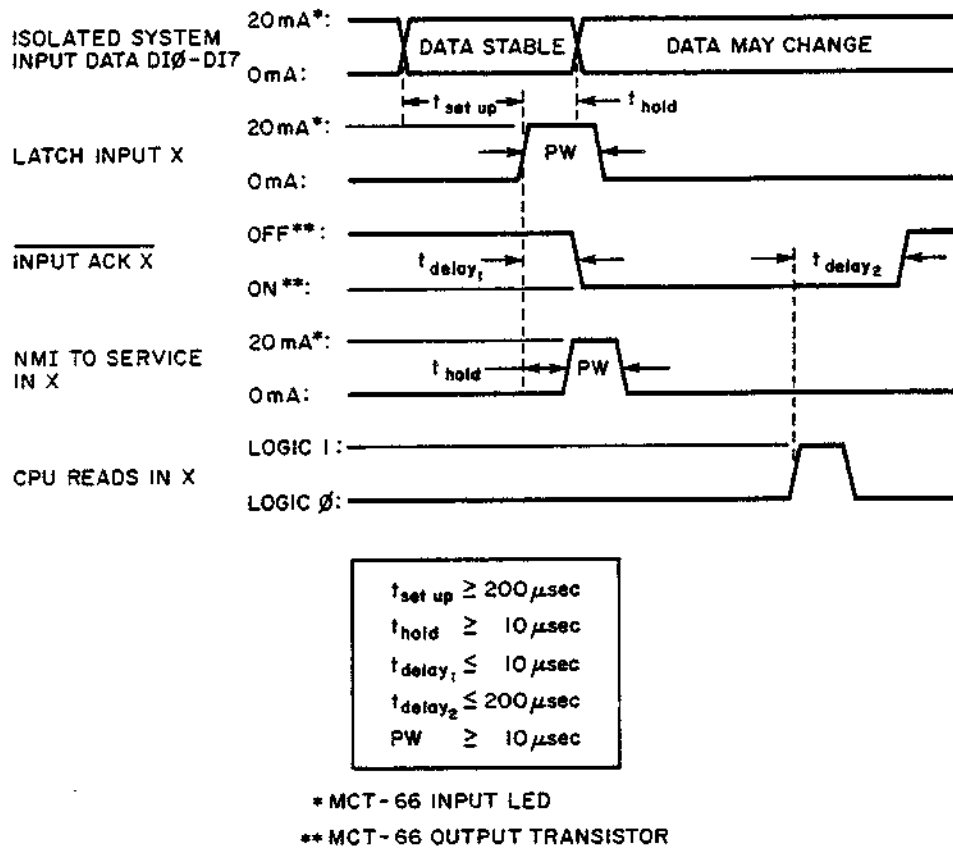 ISOLATED SYSTEM
INPUT DATA DIØ-DI7
20mA*:
0mA:
DATA STABLE
DATA MAY CHANGE
t set up
t hold
LATCH INPUT X
20mA*:
0mA:
PW
INPUT ACK X
OFF**:
ON**:
t delay1
t delay2
NMI TO SERVICE
IN X
20mA*:
0mA:
t hold
PW
CPU READS IN X
LOGIC 1:
LOGIC Ø:
t set up ≥ 200 µsec
t hold ≥ 10 µsec
t delay1 ≤ 10 µsec
t delay2 ≤ 200 µsec
PW ≥ 10 µsec
* MCT-66 INPUT LED
** MCT-66 OUTPUT TRANSISTOR